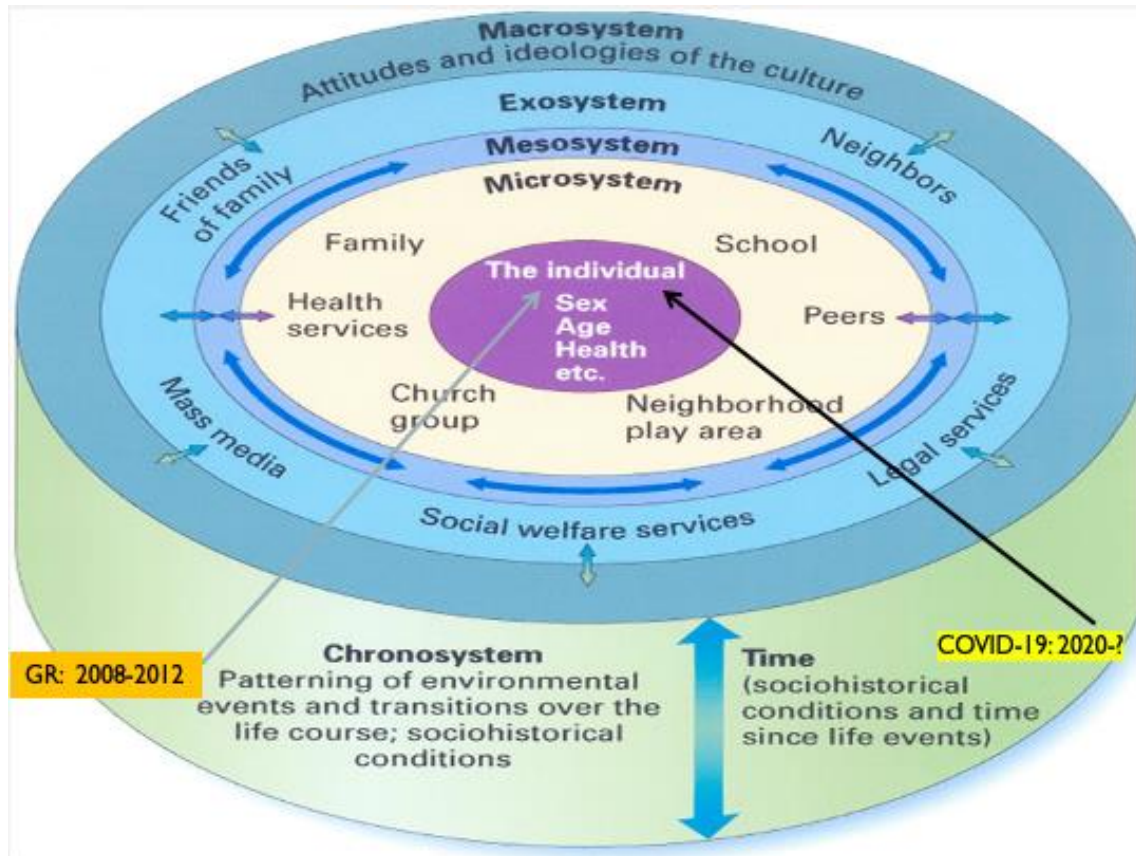 Macrosystem
Attitudes and ideologies of the culture
Exosystem
Mesosystem
Microsystem
Friends
of family
Neighbors
Family
School
The individual
Sex
Age
Health
etc.
Health
services
Peers
Church
group
Neighborhood
play area
Mass media
Legal services
Social welfare services
GR: 2008-2012
COVID-19: 2020-?
Chronosystem
Patterning of environmental
events and transitions over the
life course; sociohistorical
conditions
Time
(sociohistorical
conditions and time
since life events)